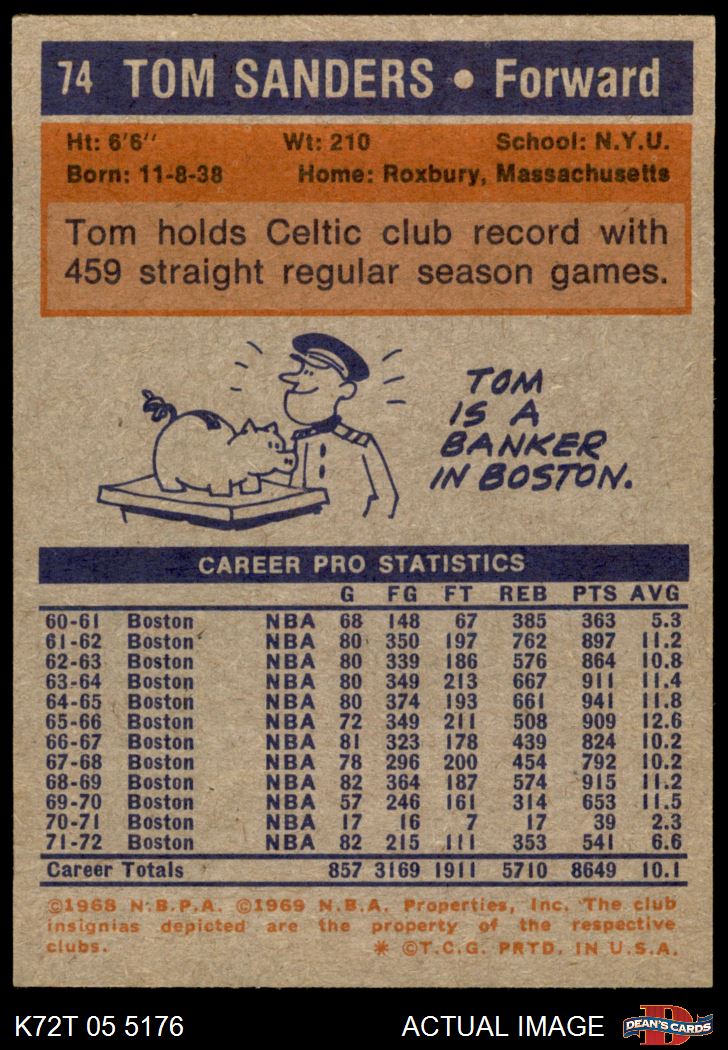 74 TOM SANDERS • Forward
Ht: 6'6" Wt: 210 School: N.Y.U.
Born: 11-8-38 Home: Roxbury, Massachusetts
Tom holds Celtic club record with
459 straight regular season games.
TOM
IS A
BANKER
IN BOSTON.
CAREER PRO STATISTICS
G FG FT REB PTS AVG
60-61 Boston NBA 68 148 67 385 363 5.3
61-62 Boston NBA 80 350 197 762 897 11.2
62-63 Boston NBA 80 339 186 576 864 10.8
63-64 Boston NBA 80 349 213 667 911 11.4
64-65 Boston NBA 80 374 193 661 941 11.8
65-66 Boston NBA 72 349 211 508 909 12.6
66-67 Boston NBA 81 323 178 439 824 10.2
67-68 Boston NBA 78 296 200 454 792 10.2
68-69 Boston NBA 82 364 187 574 915 11.2
69-70 Boston NBA 57 246 161 314 653 11.5
70-71 Boston NBA 17 16 7 17 39 2.3
71-72 Boston NBA 82 215 111 353 541 6.6
Career Totals 857 3169 1911 5710 8649 10.1
©1968 N.B.P.A. ©1969 N.B.A. Properties, Inc. The club
insignias depicted are the property of the respective
clubs. * ©T.C.G. PRTD. IN U.S.A.
K72T 05 5176 ACTUAL IMAGE
D
DEAN'S CARDS